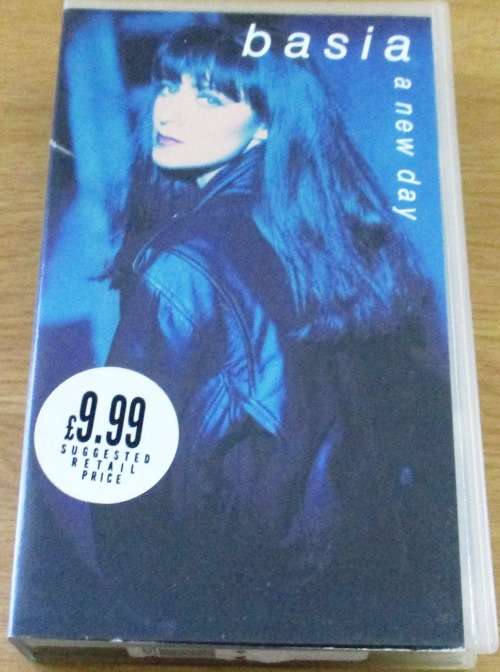 basia
a new day
£9.99
SUGGESTED
RETAIL
PRICE